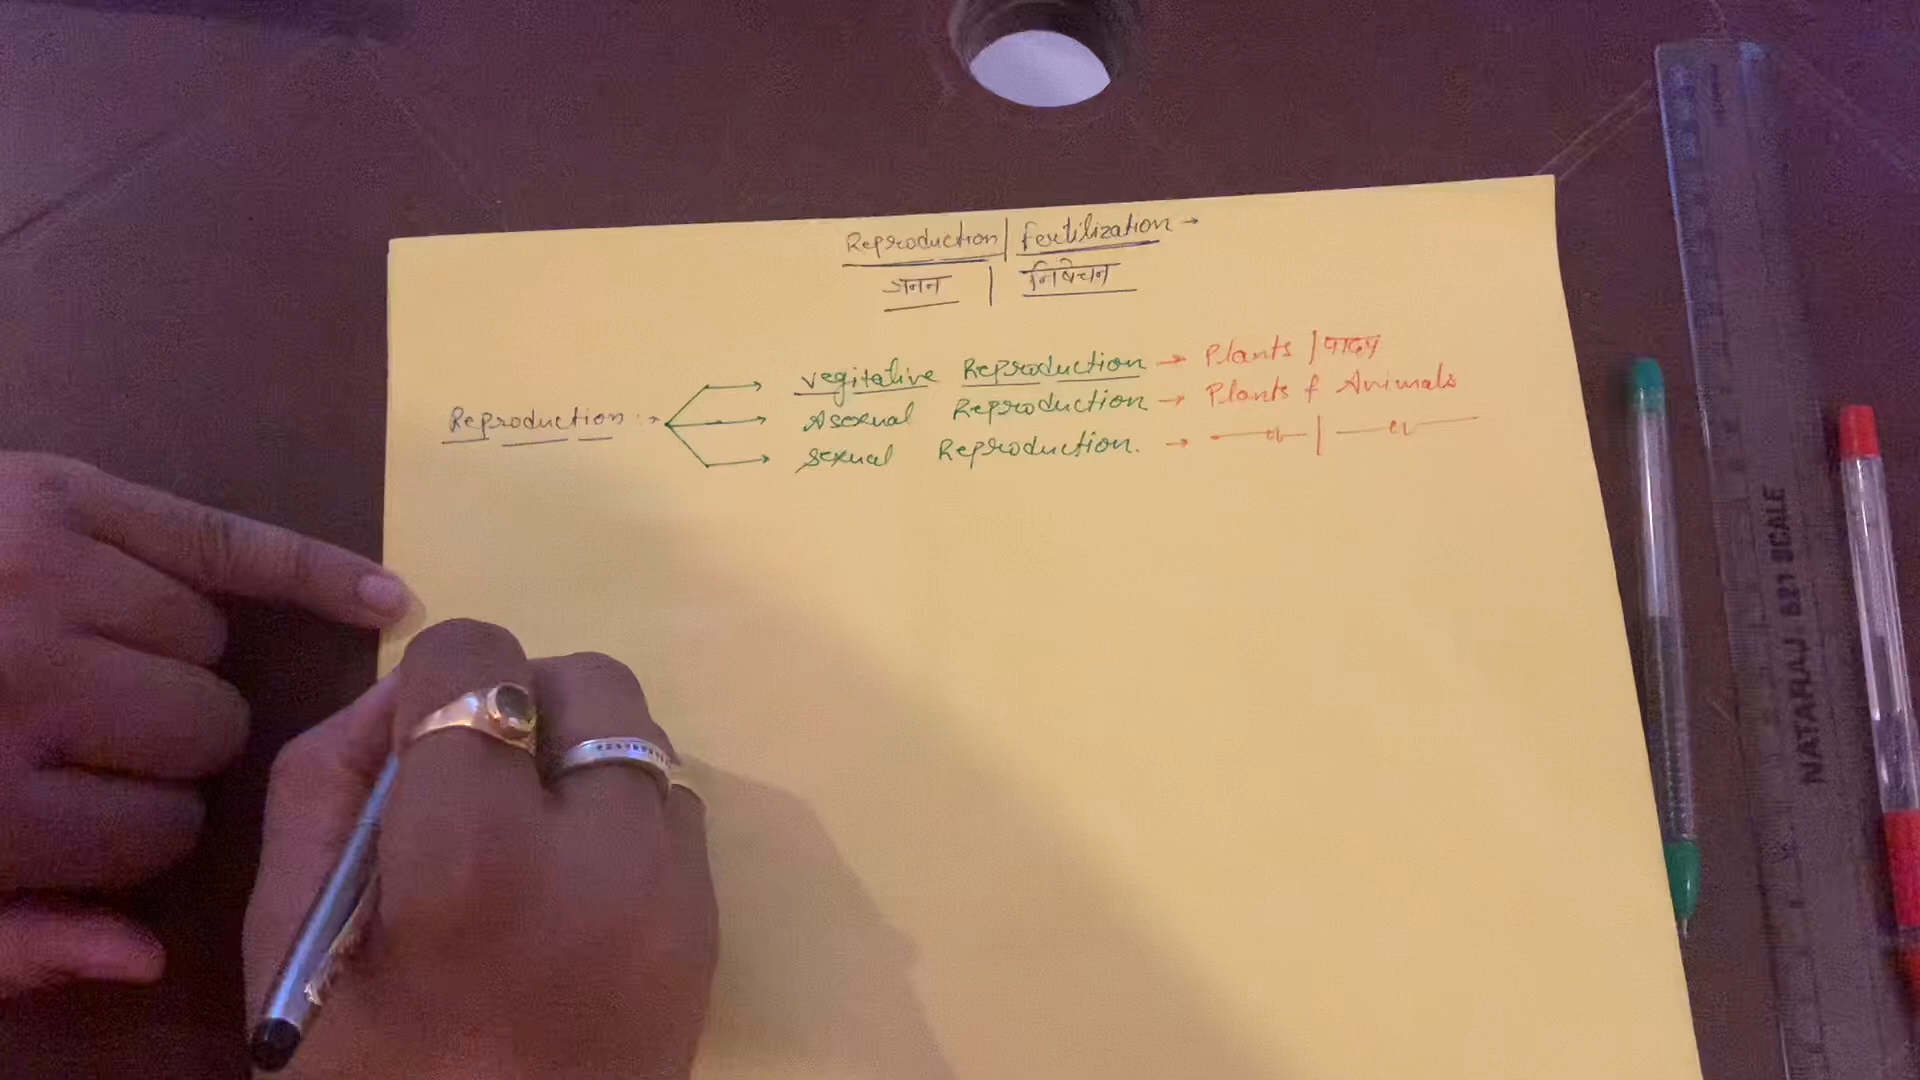 Reproduction | fertilization →
जनन | निषेचन
Reproduction →
vegitative Reproduction → Plants | पादप
Asexual Reproduction → Plants & Animals
sexual Reproduction. → —〃— | —〃—
NATARAJ 621 SCALE